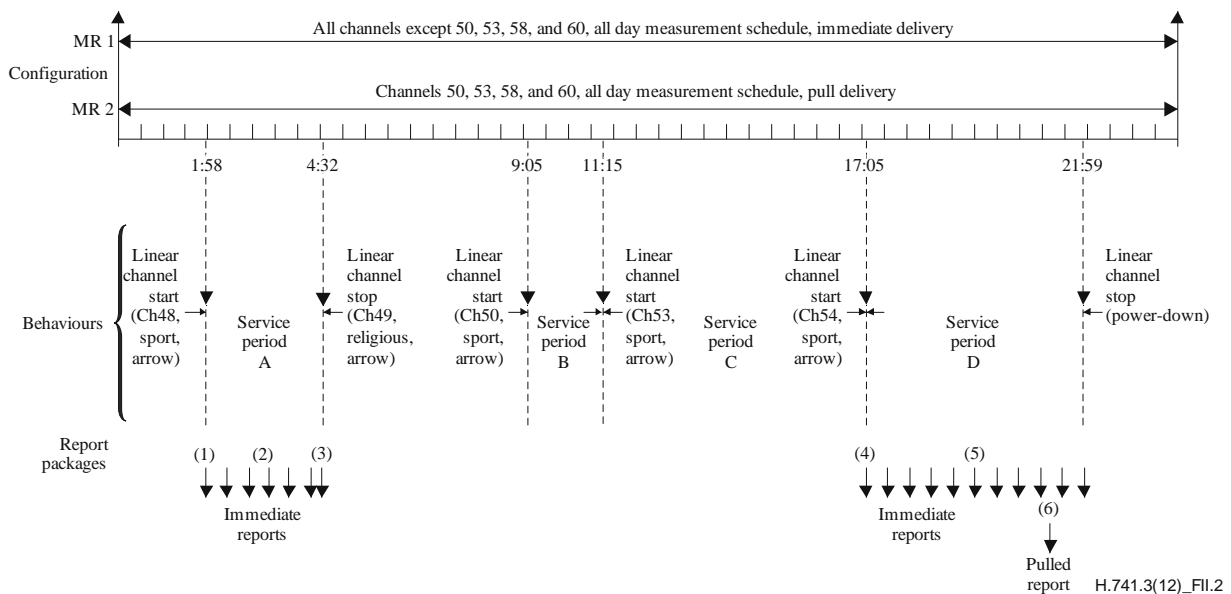 All channels except 50, 53, 58, and 60, all day measurement schedule, immediate delivery
MR 1
Configuration
Channels 50, 53, 58, and 60, all day measurement schedule, pull delivery
MR 2
1:58
4:32
9:05
11:15
17:05
21:59
Behaviours
Linear
channel
start
(Ch48,
sport,
arrow)
Service
period
A
Linear
channel
stop
(Ch49,
religious,
arrow)
Linear
channel
start
(Ch50,
sport,
arrow)
Service
period
B
Linear
channel
start
(Ch53,
sport,
arrow)
Service
period
C
Linear
channel
start
(Ch54,
sport,
arrow)
Service
period
D
Linear
channel
stop
(power-down)
Report
packages
(1)
(2)
(3)
Immediate
reports
(4)
(5)
Immediate
reports
(6)
Pulled
report
H.741.3(12)_FII.2